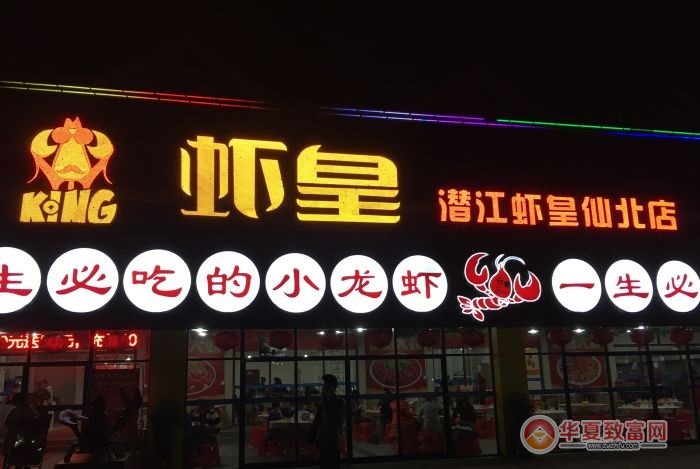 KING
虾皇
潜江虾皇仙北店
生必吃的小龙虾 一生必
华夏致富网